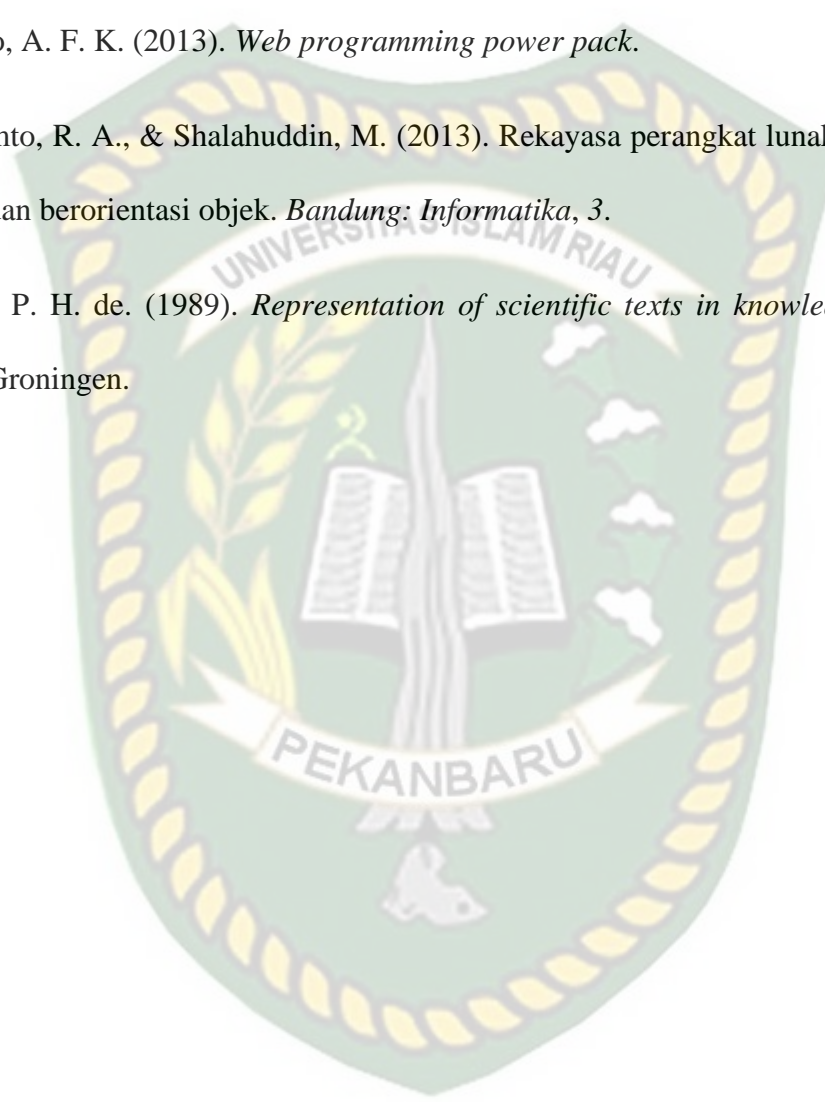 o, A. F. K. (2013). Web programming power pack.
nto, R. A., & Shalahuddin, M. (2013). Rekayasa perangkat lunak
dan berorientasi objek. Bandung: Informatika, 3.
P. H. de. (1989). Representation of scientific texts in knowle
Groningen.
UNIVERSITAS ISLAM RIAU
PEKANBARU